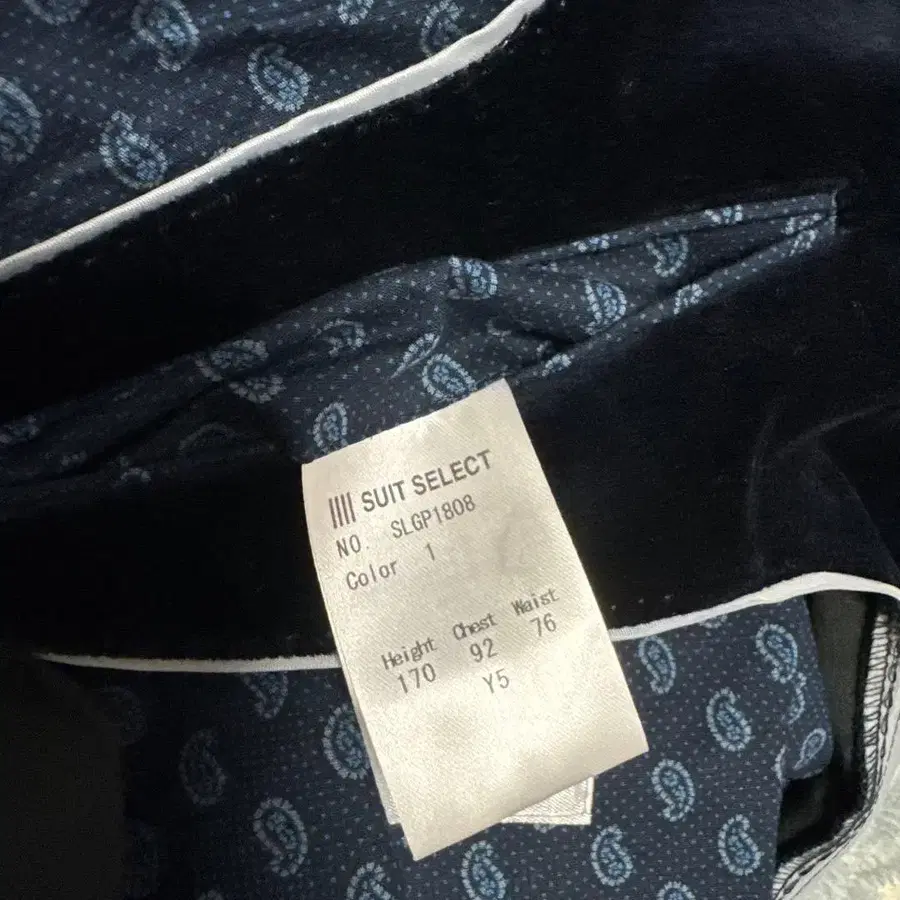 SUIT SELECT
NO. SLGP1808
Color 1
Height Chest Waist
170 92 76
Y5